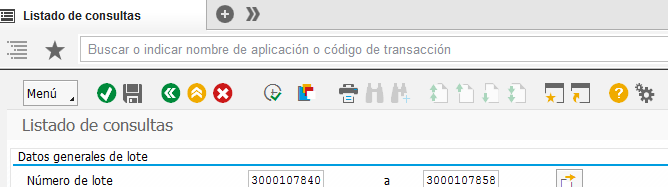 Listado de consultas
Buscar o indicar nombre de aplicación o código de transacción
Menú
Listado de consultas
Datos generales de lote
Número de lote 3000107840 a 3000107858